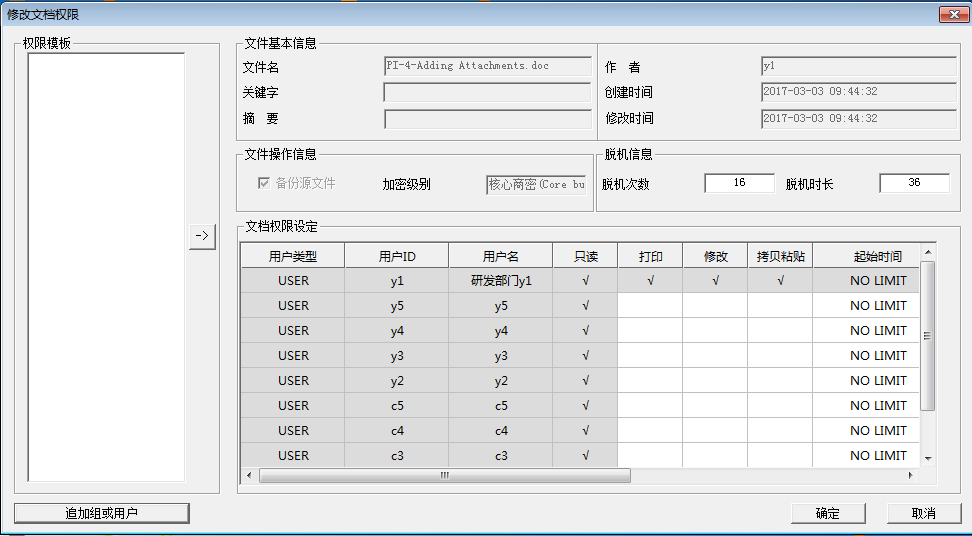 修改文档权限
权限模板
->
追加组或用户
文件基本信息
文件名 PI-4-Adding Attachments.doc 作 者 y1
关键字 创建时间 2017-03-03 09:44:32
摘 要 修改时间 2017-03-03 09:44:32
文件操作信息
备份源文件 加密级别 核心商密(Core bu
脱机信息
脱机次数 16 脱机时长 36
文档权限设定
用户类型 用户ID 用户名 只读 打印 修改 拷贝粘贴 起始时间
USER y1 研发部门y1 √ √ √ √ NO LIMIT
USER y5 y5 √ NO LIMIT
USER y4 y4 √ NO LIMIT
USER y3 y3 √ NO LIMIT
USER y2 y2 √ NO LIMIT
USER c5 c5 √ NO LIMIT
USER c4 c4 √ NO LIMIT
USER c3 c3 √ NO LIMIT
确定 取消